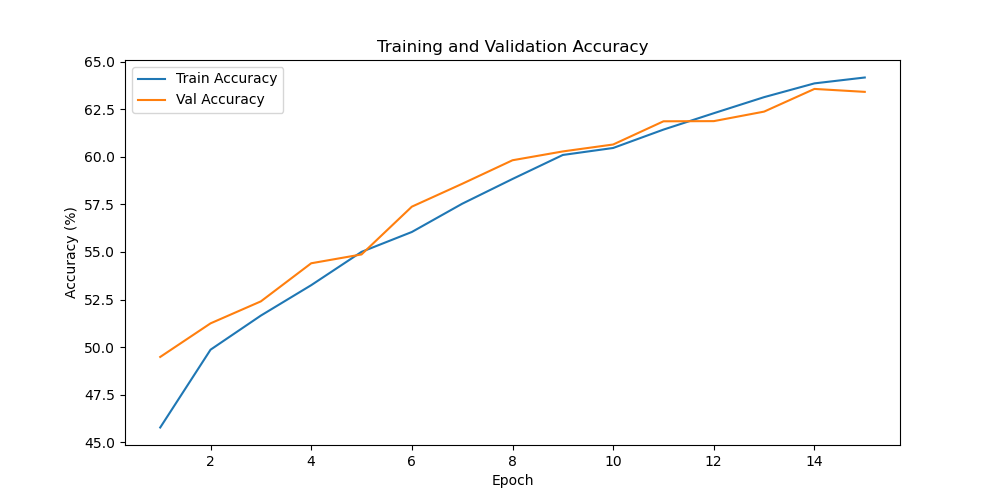 Training and Validation Accuracy
Train Accuracy
Val Accuracy
Accuracy (%)
65.0
62.5
60.0
57.5
55.0
52.5
50.0
47.5
45.0
2 4 6 8 10 12 14
Epoch